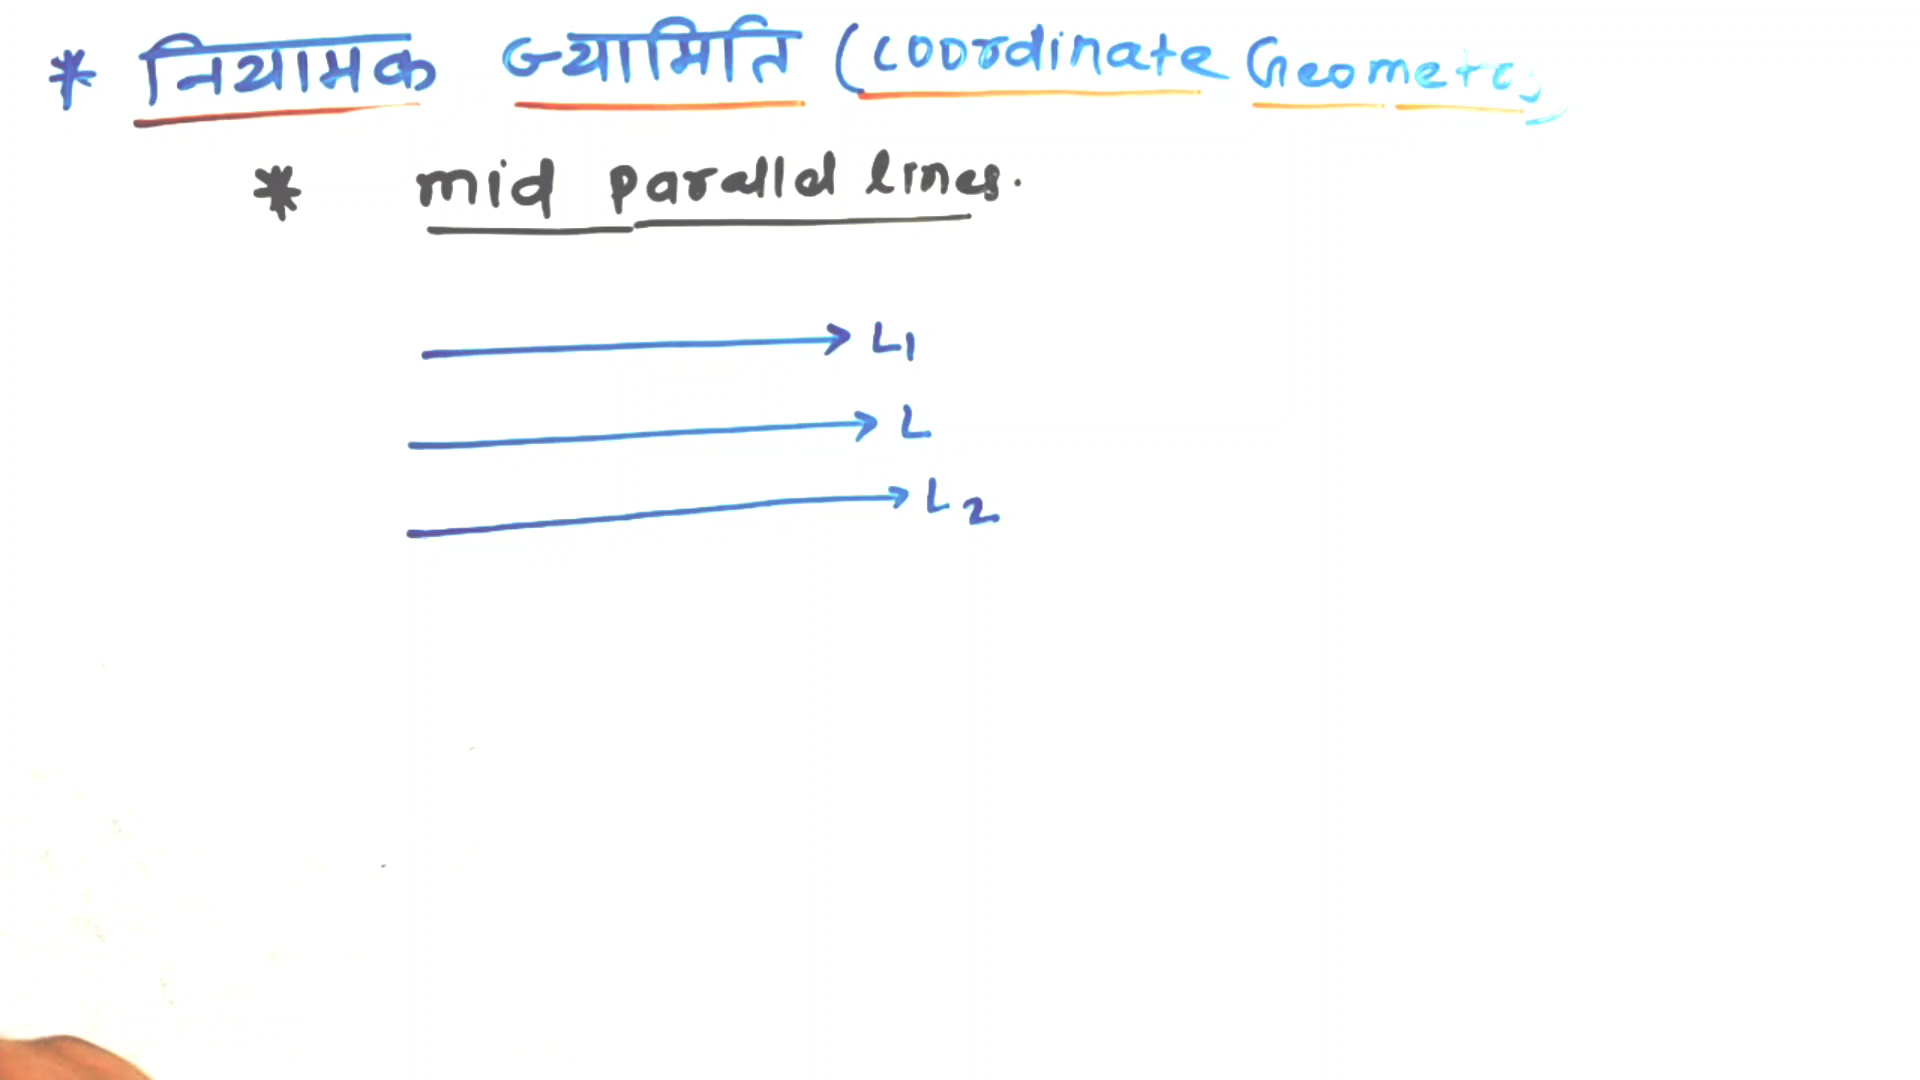 * नियामक ज्यामिति (coordinate Geometry)
* mid parallel lines.
L1
L
L2